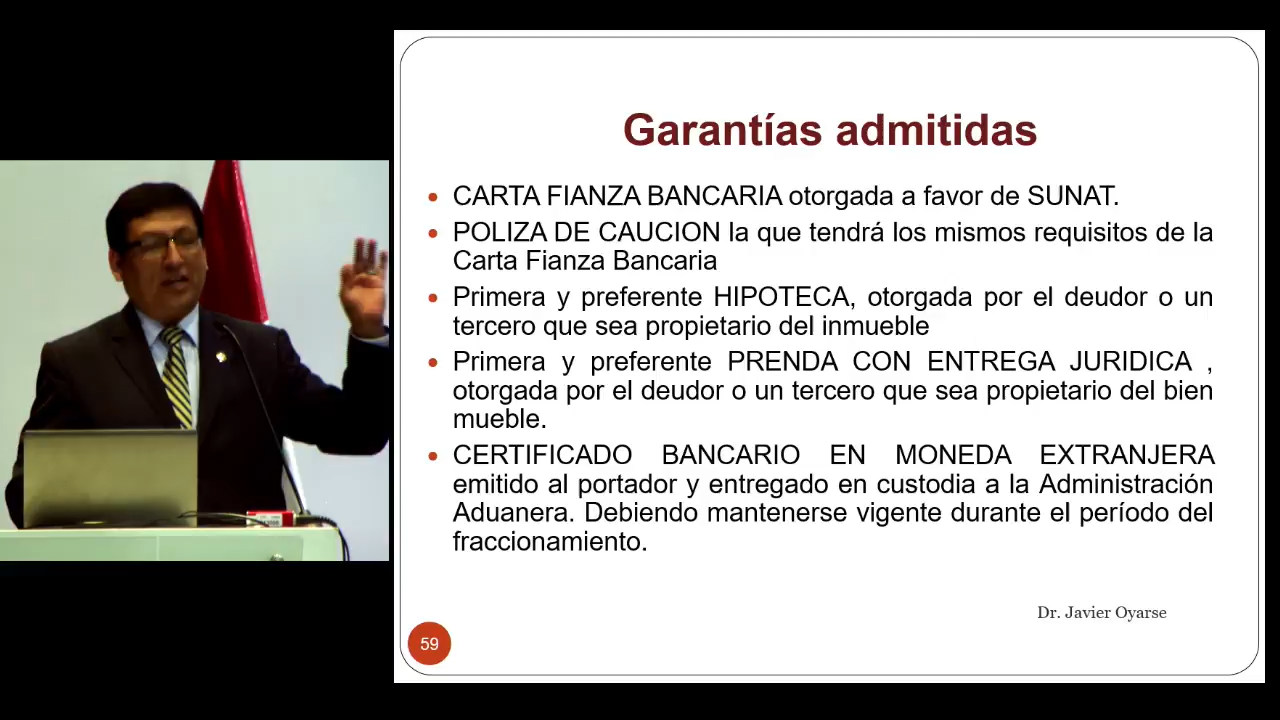 Garantías admitidas
CARTA FIANZA BANCARIA otorgada a favor de SUNAT.
POLIZA DE CAUCION la que tendrá los mismos requisitos de la
Carta Fianza Bancaria
Primera y preferente HIPOTECA, otorgada por el deudor o un
tercero que sea propietario del inmueble
Primera y preferente PRENDA CON ENTREGA JURIDICA ,
otorgada por el deudor o un tercero que sea propietario del bien
mueble.
CERTIFICADO BANCARIO EN MONEDA EXTRANJERA
emitido al portador y entregado en custodia a la Administración
Aduanera. Debiendo mantenerse vigente durante el período del
fraccionamiento.
Dr. Javier Oyarse
59